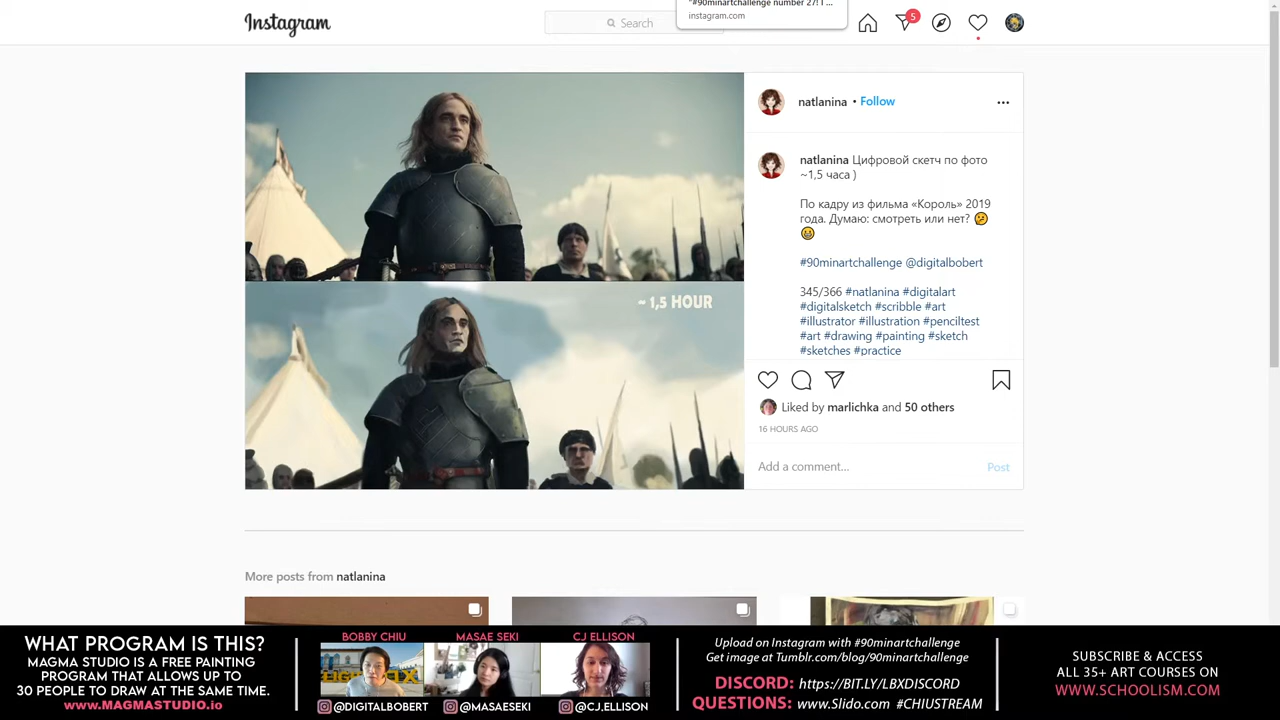 "#90minartchallenge number 27! I ...
instagram.com
Instagram
Search
5
natlanina • Follow
natlanina Цифровой скетч по фото
~1,5 часа )
По кадру из фильма «Король» 2019
года. Думаю: смотреть или нет?
#90minartchallenge @digitalbobert
345/366 #natlanina #digitalart
#digitalsketch #scribble #art
#illustrator #illustration #penciltest
#art #drawing #painting #sketch
#sketches #practice
~ 1,5 HOUR
Liked by marlichka and 50 others
16 HOURS AGO
Add a comment... Post
More posts from natlanina
WHAT PROGRAM IS THIS?
MAGMA STUDIO IS A FREE PAINTING
PROGRAM THAT ALLOWS UP TO
30 PEOPLE TO DRAW AT THE SAME TIME.
www.MAGMASTUDIO.io
BOBBY CHIU MASAE SEKI CJ ELLISON
@DIGITALBOBERT @MASAESEKI @CJ.ELLISON
Upload on Instagram with #90minartchallenge
Get image at Tumblr.com/blog/90minartchallenge
DISCORD: https://BIT.LY/LBXDISCORD
QUESTIONS: www.Slido.com #CHIUSTREAM
SUBSCRIBE & ACCESS
ALL 35+ ART COURSES ON
WWW.SCHOOLISM.COM